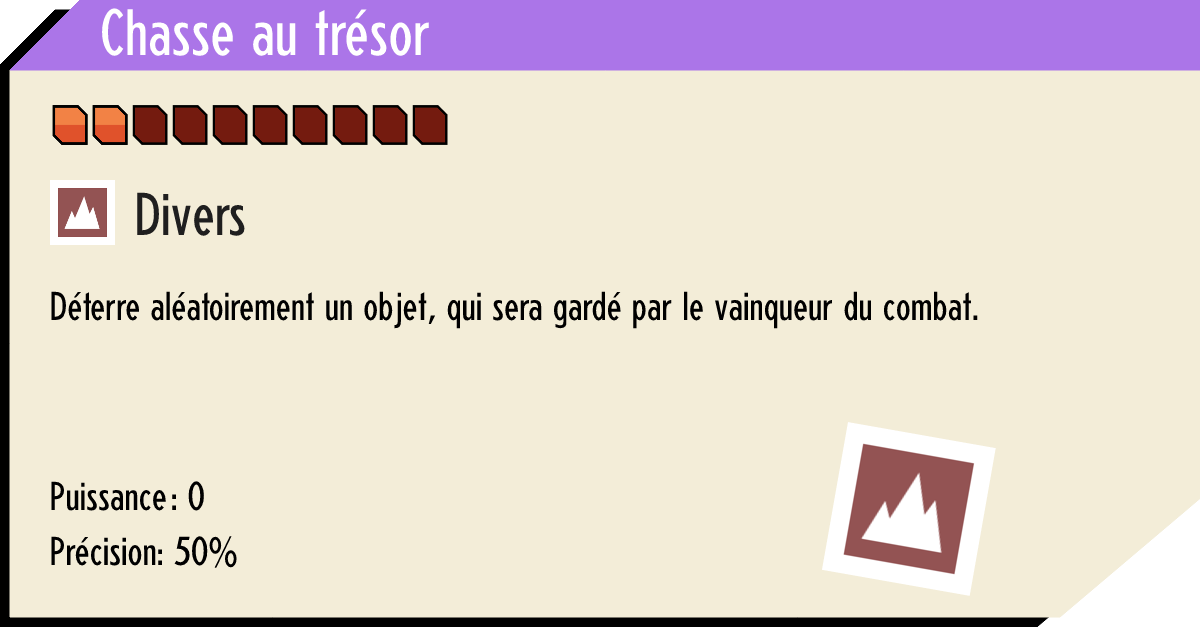 Chasse au trésor
Divers
Déterre aléatoirement un objet, qui sera gardé par le vainqueur du combat.
Puissance : 0
Précision: 50%